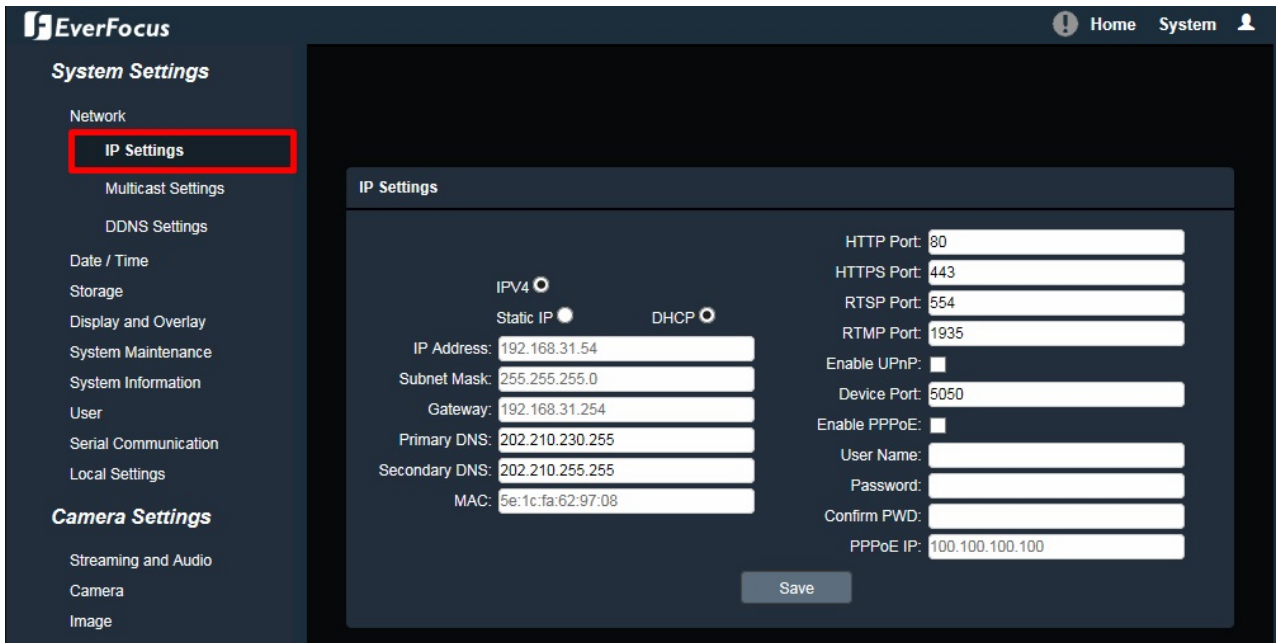 EverFocus
Home System
System Settings
Network
IP Settings
Multicast Settings
DDNS Settings
Date / Time
Storage
Display and Overlay
System Maintenance
System Information
User
Serial Communication
Local Settings
Camera Settings
Streaming and Audio
Camera
Image
IP Settings
IPV4
Static IP DHCP
IP Address: 192.168.31.54
Subnet Mask: 255.255.255.0
Gateway: 192.168.31.254
Primary DNS: 202.210.230.255
Secondary DNS: 202.210.255.255
MAC: 5e:1c:fa:62:97:08
HTTP Port: 80
HTTPS Port: 443
RTSP Port: 554
RTMP Port: 1935
Enable UPnP:
Device Port: 5050
Enable PPPoE:
User Name:
Password:
Confirm PWD:
PPPoE IP: 100.100.100.100
Save